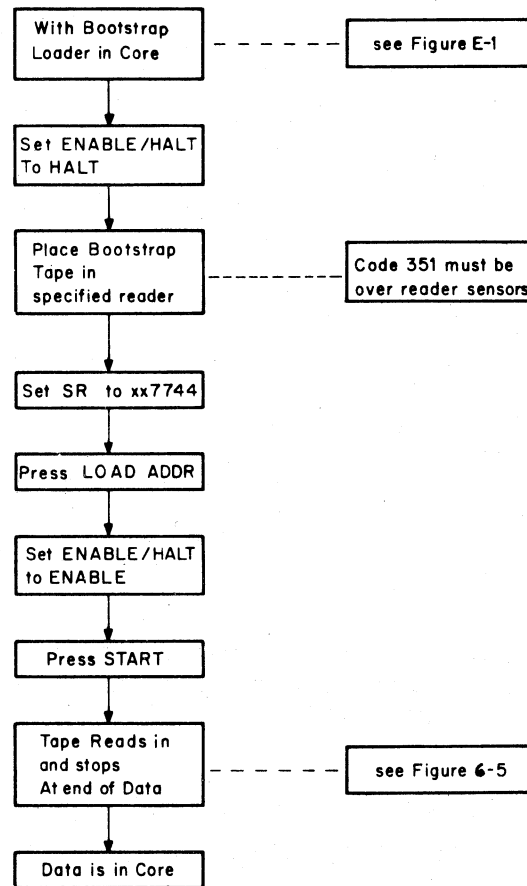 With Bootstrap
Loader in Core
see Figure E-1
Set ENABLE/HALT
To HALT
Place Bootstrap
Tape in
specified reader
Code 351 must be
over reader sensors
Set SR to xx7744
Press LOAD ADDR
Set ENABLE/HALT
to ENABLE
Press START
Tape Reads in
and stops
At end of Data
see Figure 6-5
Data is in Core